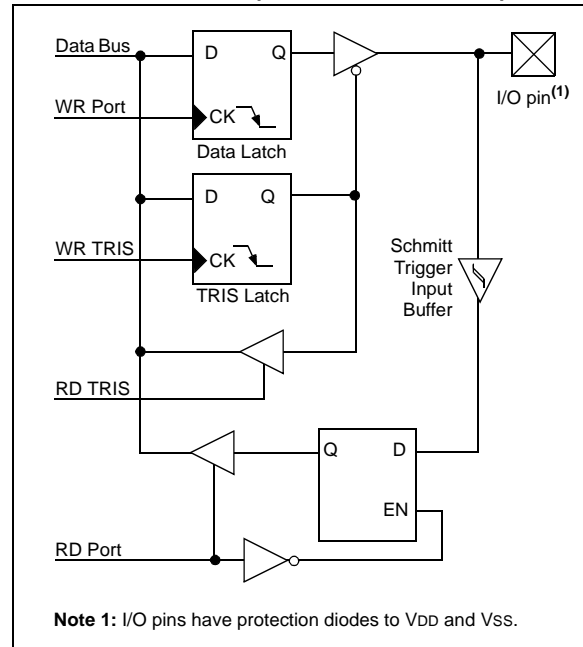 Data Bus
D Q
WR Port
CK
Data Latch
I/O pin(1)
D Q
WR TRIS
CK
TRIS Latch
Schmitt
Trigger
Input
Buffer
RD TRIS
Q D
EN
RD Port
Note 1: I/O pins have protection diodes to VDD and VSS.